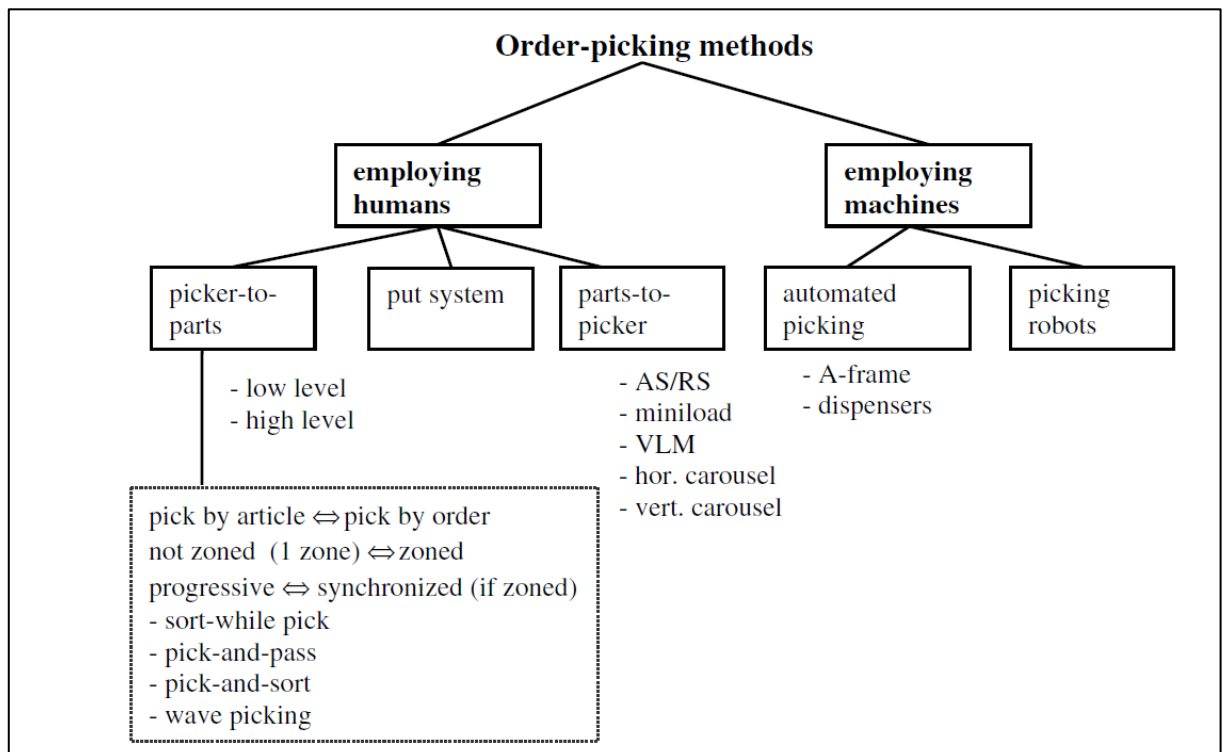 Order-picking methods
employing
humans
employing
machines
picker-to-
parts
put system
parts-to-
picker
automated
picking
picking
robots
- low level
- high level
- AS/RS
- miniload
- VLM
- hor. carousel
- vert. carousel
- A-frame
- dispensers
pick by article ⇔ pick by order
not zoned (1 zone) ⇔ zoned
progressive ⇔ synchronized (if zoned)
- sort-while pick
- pick-and-pass
- pick-and-sort
- wave picking